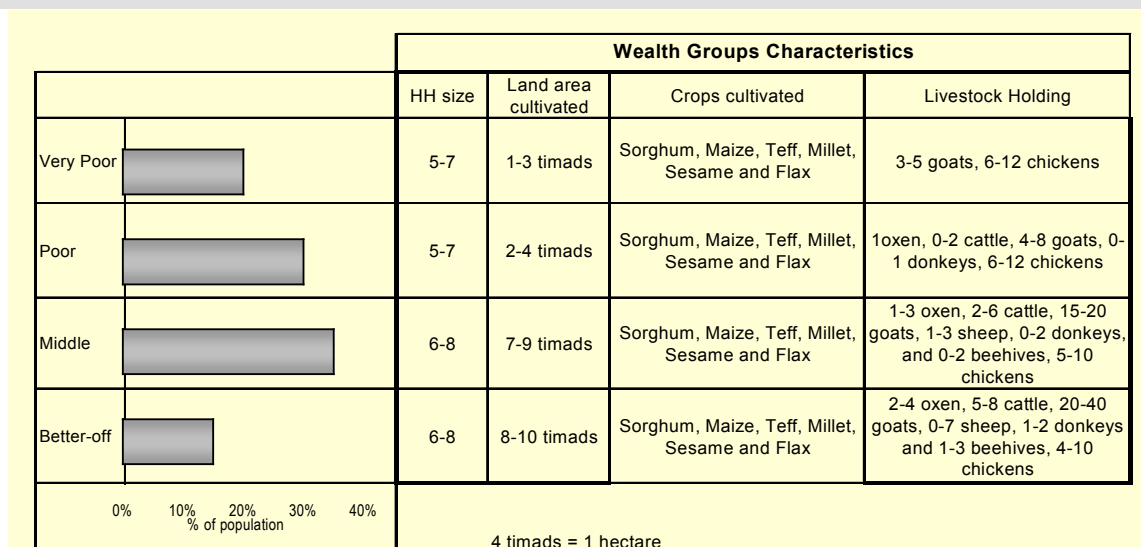 Wealth Groups Characteristics
HH size
Land area
cultivated
Crops cultivated
Livestock Holding
Very Poor
5-7
1-3 timads
Sorghum, Maize, Teff, Millet,
Sesame and Flax
3-5 goats, 6-12 chickens
Poor
5-7
2-4 timads
Sorghum, Maize, Teff, Millet,
Sesame and Flax
1oxen, 0-2 cattle, 4-8 goats, 0-
1 donkeys, 6-12 chickens
Middle
6-8
7-9 timads
Sorghum, Maize, Teff, Millet,
Sesame and Flax
1-3 oxen, 2-6 cattle, 15-20
goats, 1-3 sheep, 0-2 donkeys,
and 0-2 beehives, 5-10
chickens
Better-off
6-8
8-10 timads
Sorghum, Maize, Teff, Millet,
Sesame and Flax
2-4 oxen, 5-8 cattle, 20-40
goats, 0-7 sheep, 1-2 donkeys
and 1-3 beehives, 4-10
chickens
0% 10% 20% 30% 40%
% of population
4 timads = 1 hectare